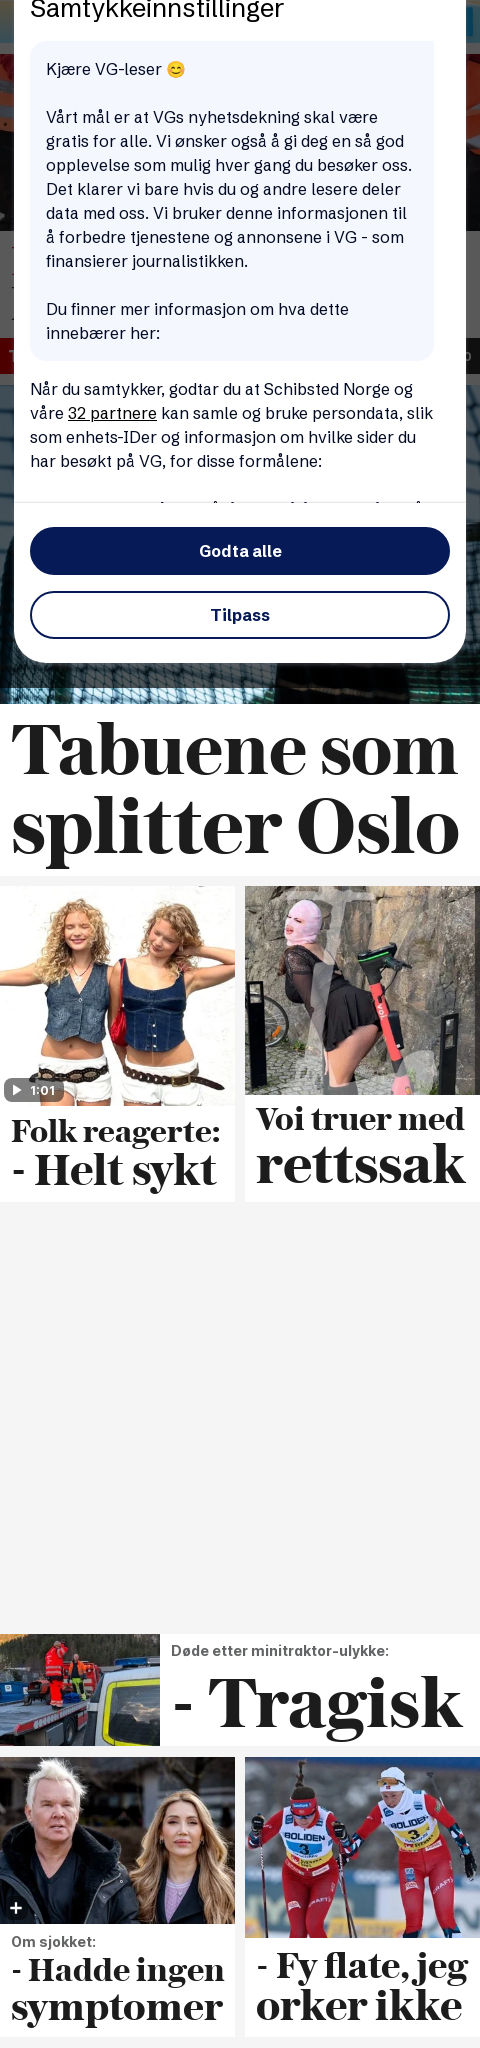 Samtykkeinnstillinger
Kjære VG-leser 😊
Vårt mål er at VGs nyhetsdekning skal være
gratis for alle. Vi ønsker også å gi deg en så god
opplevelse som mulig hver gang du besøker oss.
Det klarer vi bare hvis du og andre lesere deler
data med oss. Vi bruker denne informasjonen til
å forbedre tjenestene og annonsene i VG - som
finansierer journalistikken.
Du finner mer informasjon om hva dette
innebærer her:
Når du samtykker, godtar du at Schibsted Norge og
våre 32 partnere kan samle og bruke persondata, slik
som enhets-IDer og informasjon om hvilke sider du
har besøkt på VG, for disse formålene:
Godta alle
Tilpass
Tabuene som
splitter Oslo
1:01
Folk reagerte:
- Helt sykt
voi
Voi truer med
rettssak
Døde etter minitraktor-ulykke:
- Tragisk
Om sjokket:
- Hadde ingen
symptomer
BOLIDEN
3
BOLIDEN
3
- Fy flate, jeg
orker ikke